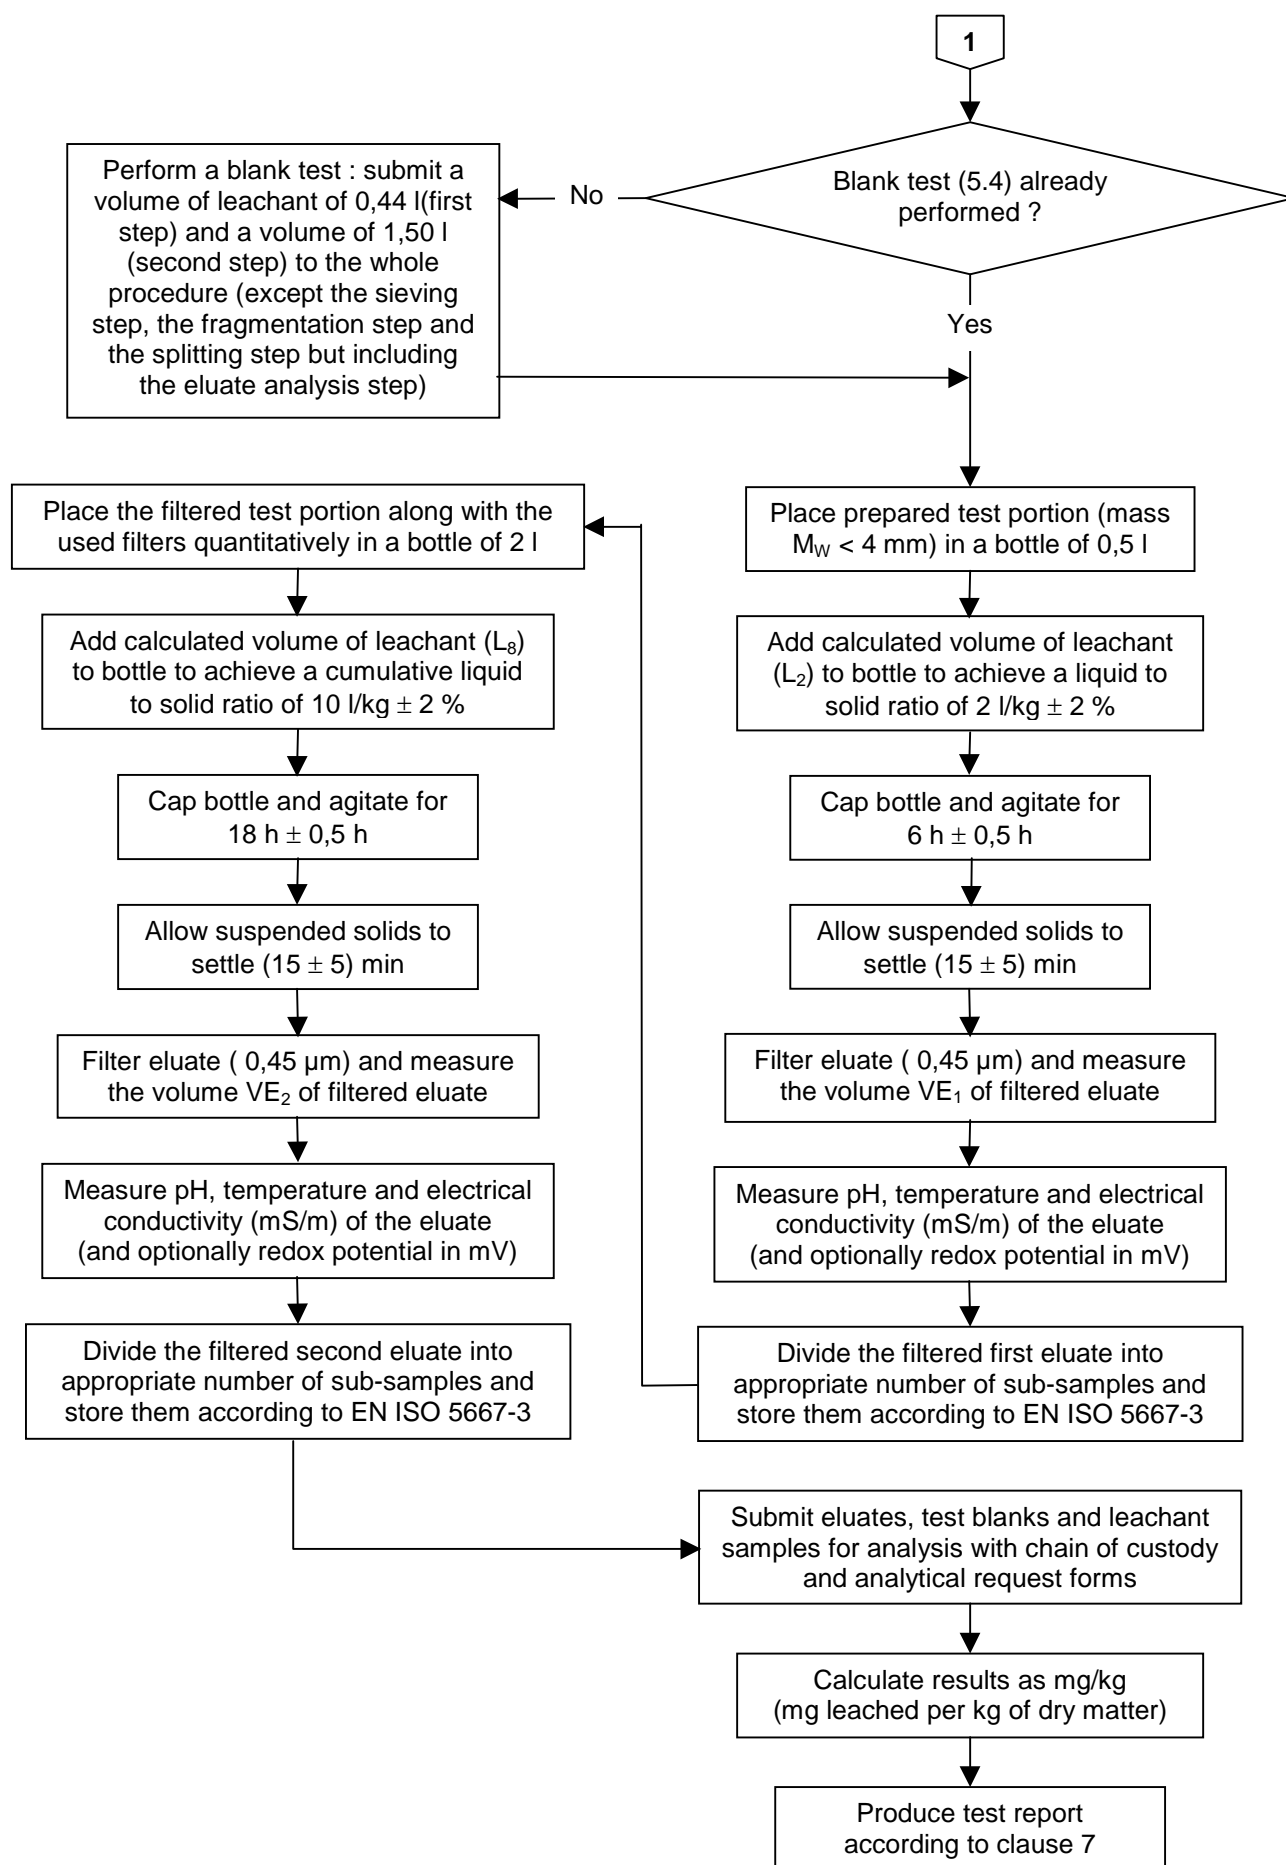 1
Blank test (5.4) already
performed ?
No
Yes
Perform a blank test : submit a
volume of leachant of 0,44 l(first
step) and a volume of 1,50 l
(second step) to the whole
procedure (except the sieving
step, the fragmentation step and
the splitting step but including
the eluate analysis step)
Place prepared test portion (mass
M_W < 4 mm) in a bottle of 0,5 l
Add calculated volume of leachant
(L₂) to bottle to achieve a liquid to
solid ratio of 2 l/kg ± 2 %
Cap bottle and agitate for
6 h ± 0,5 h
Allow suspended solids to
settle (15 ± 5) min
Filter eluate ( 0,45 µm) and measure
the volume VE₁ of filtered eluate
Measure pH, temperature and electrical
conductivity (mS/m) of the eluate
(and optionally redox potential in mV)
Divide the filtered first eluate into
appropriate number of sub-samples and
store them according to EN ISO 5667-3
Place the filtered test portion along with the
used filters quantitatively in a bottle of 2 l
Add calculated volume of leachant (L₈)
to bottle to achieve a cumulative liquid
to solid ratio of 10 l/kg ± 2 %
Cap bottle and agitate for
18 h ± 0,5 h
Allow suspended solids to
settle (15 ± 5) min
Filter eluate ( 0,45 µm) and measure
the volume VE₂ of filtered eluate
Measure pH, temperature and electrical
conductivity (mS/m) of the eluate
(and optionally redox potential in mV)
Divide the filtered second eluate into
appropriate number of sub-samples and
store them according to EN ISO 5667-3
Submit eluates, test blanks and leachant
samples for analysis with chain of custody
and analytical request forms
Calculate results as mg/kg
(mg leached per kg of dry matter)
Produce test report
according to clause 7